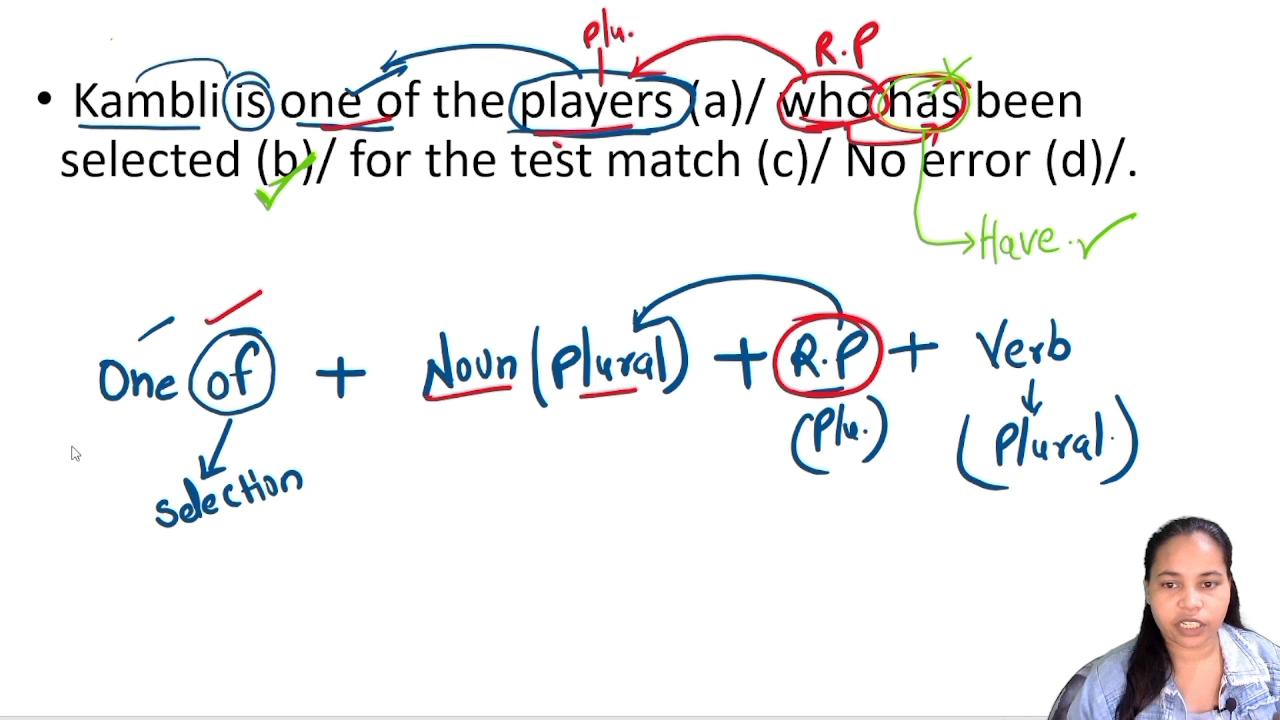 plu. R.P
• Kambli is one of the players (a)/ who has been
selected (b)/ for the test match (c)/ No error (d)/.
Have.
One of + Noun (plural) + R.P + Verb
(Plu.) (Plural.)
selection